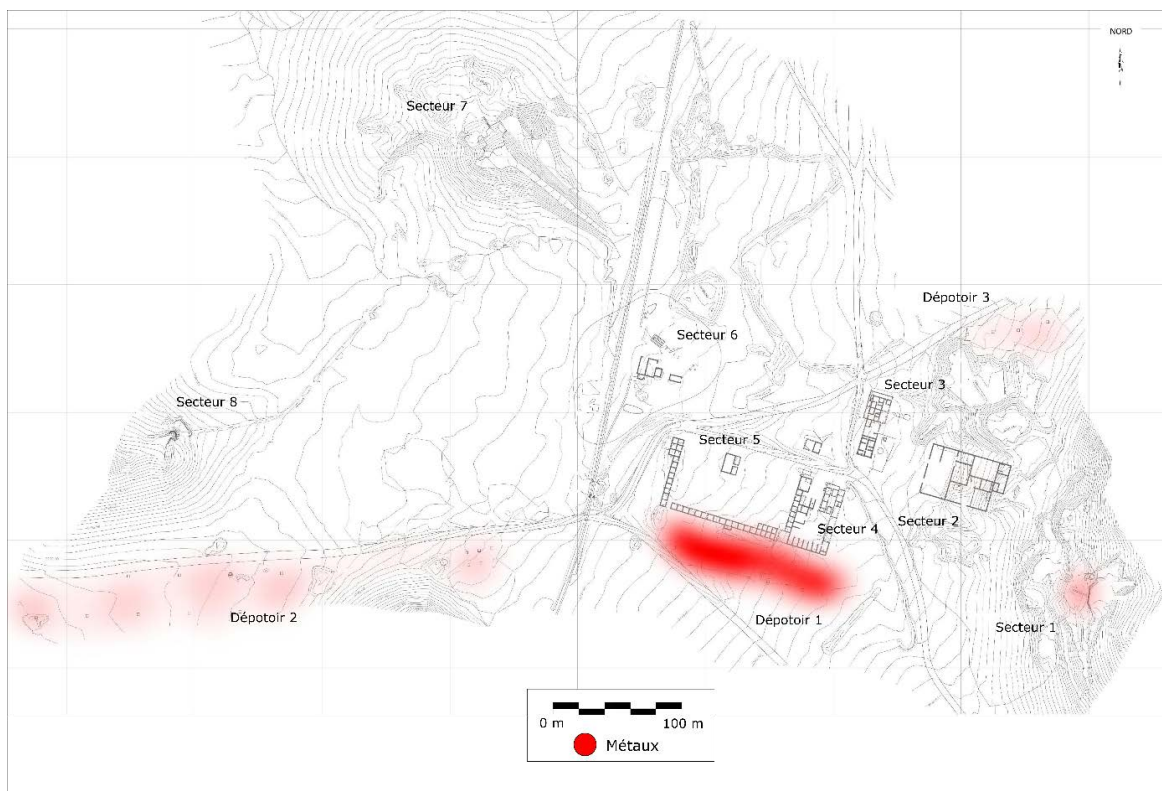 NORD
Secteur 7
Dépotoir 3
Secteur 6
Secteur 3
Secteur 8
Secteur 5
Secteur 4
Secteur 2
Dépotoir 2
Dépotoir 1
Secteur 1
0 m 100 m
Métaux